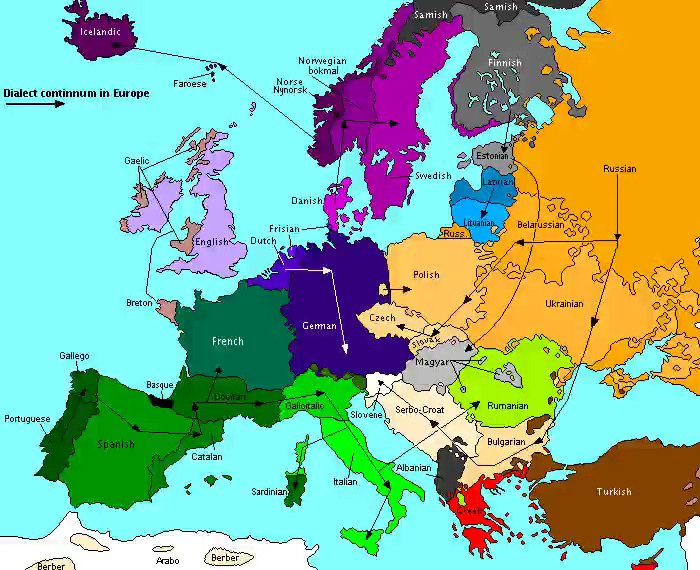 Icelandic
Samish
Samish
Norwegian
bokmal
Finnish
Faroese
Norse
Nynorsk
Dialect continnum in Europe
Gaelic
Estonian
Russian
Latvian
Swedish
Danish
Lituanian
Belarussian
Frisian
English
Dutch
Russ.
Polish
Breton
Ukrainian
Czech
German
French
Slovak
Magyar
Gallego
Basque
Occitan
Galloitalic
Slovene
Serbo-Croat
Rumanian
Portuguese
Spanish
Bulgarian
Catalan
Albanian
Italian
Sardinian
Turkish
Greek
Berber
Arabo
Berber